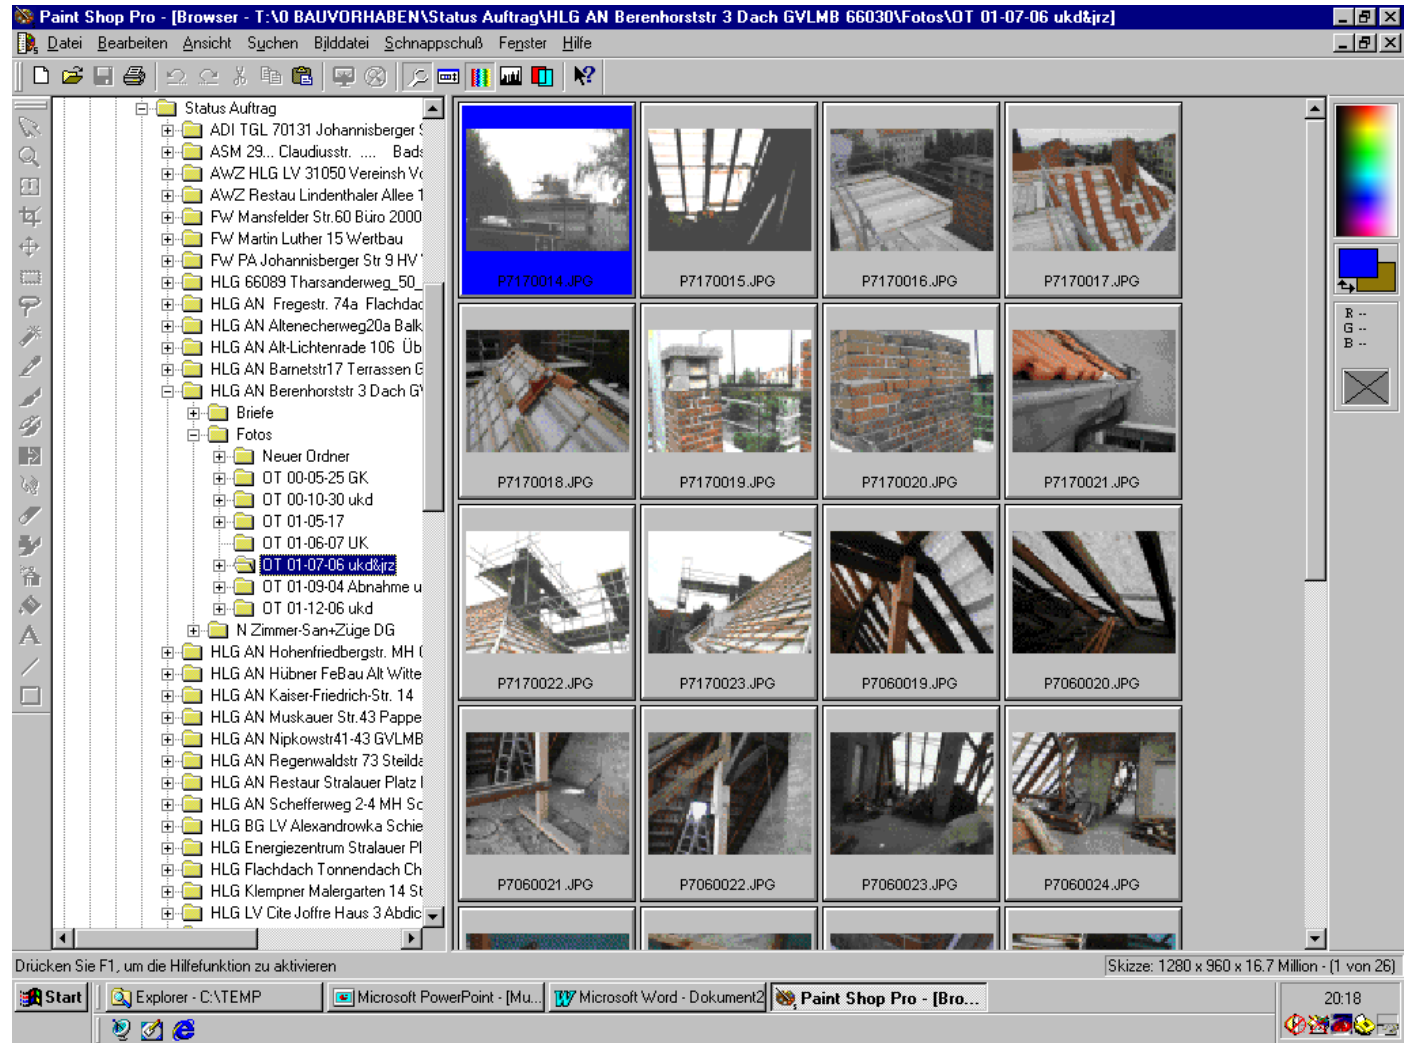 Paint Shop Pro - [Browser - T:\0 BAUVORHABEN\Status Auftrag\HLG AN Berenhorststr 3 Dach GVLMB 66030\Fotos\OT 01-07-06 ukd&jrz]
Datei Bearbeiten Ansicht Suchen Bilddatei Schnappschuß Fenster Hilfe
Status Auftrag
ADI TGL 70131 Johannisberger S
ASM 29... Claudiusstr. .... Bads
AWZ HLG LV 31050 Vereinsh Vo
AWZ Restau Lindenthaler Allee 1
FW Mansfelder Str.60 Büro 2000
FW Martin Luther 15 Wertbau
FW PA Johannisberger Str 9 HV
HLG 66089 Tharsanderweg_50_
HLG AN Fregestr. 74a Flachdac
HLG AN Altenecherweg20a Balk
HLG AN Alt-Lichtenrade 106 Üb
HLG AN Barnetstr17 Terrassen G
HLG AN Berenhorststr 3 Dach G
Briefe
Fotos
Neuer Ordner
OT 00-05-25 GK
OT 00-10-30 ukd
OT 01-05-17
OT 01-06-07 UK
OT 01-07-06 ukd&jrz
OT 01-09-04 Abnahme u
OT 01-12-06 ukd
N Zimmer-San+Züge DG
HLG AN Hohenfriedbergstr. MH
HLG AN Hübner FeBau Alt Witte
HLG AN Kaiser-Friedrich-Str. 14
HLG AN Muskauer Str.43 Pappe
HLG AN Nipkowstr41-43 GVLMB
HLG AN Regenwaldstr 73 Steilda
HLG AN Restaur Stralauer Platz
HLG AN Schefferweg 2-4 MH Sc
HLG BG LV Alexandrowka Schie
HLG Energiezentrum Stralauer Pl
HLG Flachdach Tonnendach Ch
HLG Klempner Malergarten 14 St
HLG LV Cite Joffre Haus 3 Abdic
P7170014.JPG P7170015.JPG P7170016.JPG P7170017.JPG
P7170018.JPG P7170019.JPG P7170020.JPG P7170021.JPG
P7170022.JPG P7170023.JPG P7060019.JPG P7060020.JPG
P7060021.JPG P7060022.JPG P7060023.JPG P7060024.JPG
R --
G --
B --
Drücken Sie F1, um die Hilfefunktion zu aktivieren
Skizze: 1280 x 960 x 16.7 Million - (1 von 26)
Start Explorer - C:\TEMP Microsoft PowerPoint - [Mu... Microsoft Word - Dokument2 Paint Shop Pro - [Bro... 20:18